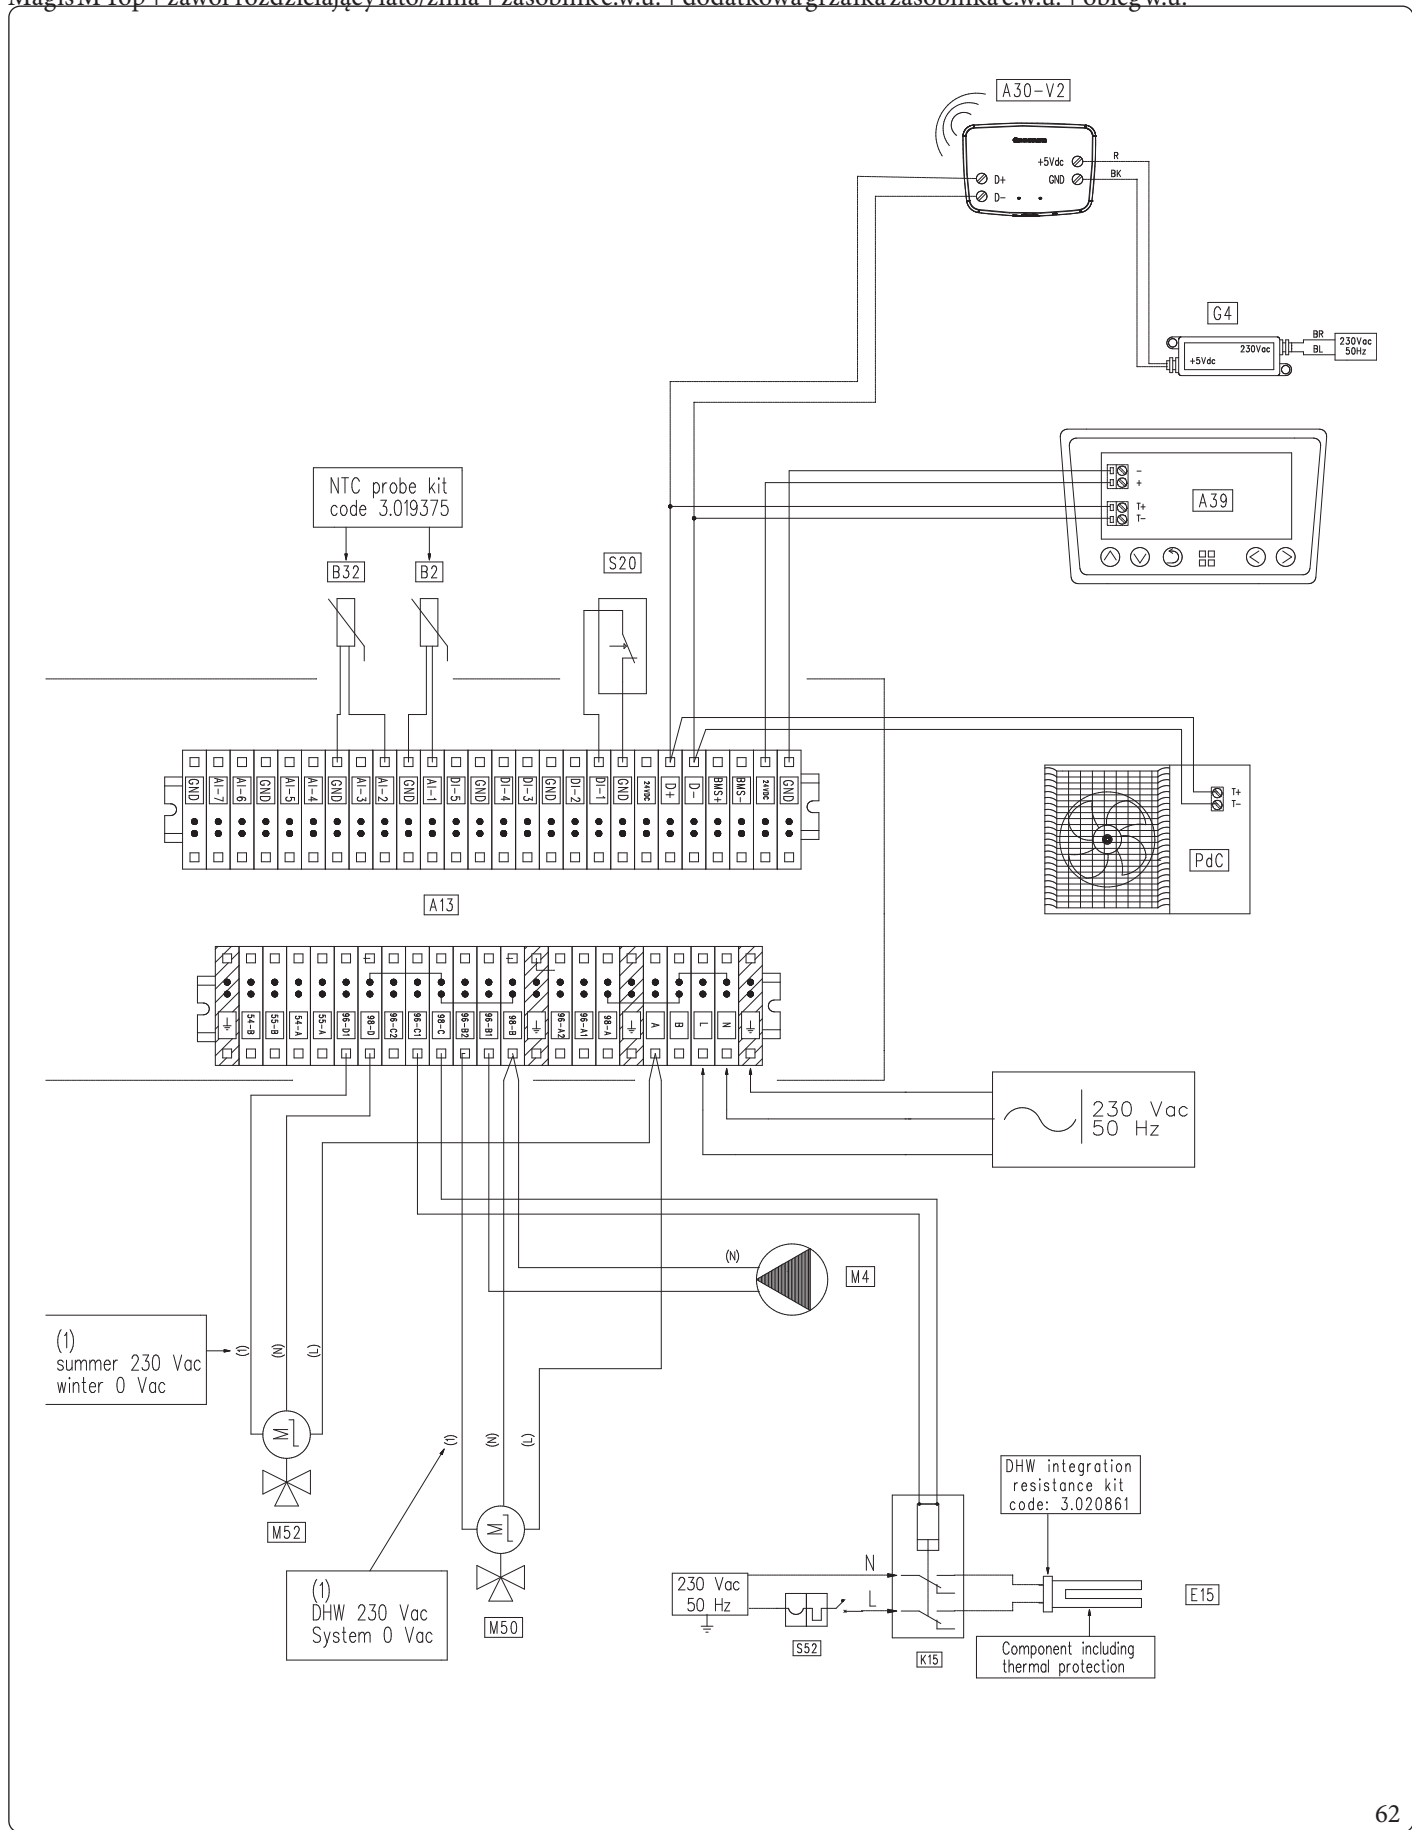 Magis M Top + zawór rozdzielający lato/zima + zasobnik c.w.u. + dodatkowa grzałka zasobnika c.w.u. + obieg w.u.
A30-V2
+5Vdc
R
D+
GND
BK
D-
G4
BR
230Vac
230Vac
BL
50Hz
+5Vdc
-
+
A39
T+
T-
NTC probe kit
code 3.019375
B32
B2
S20
GND
AI-7
AI-6
GND
AI-5
AI-4
GND
AI-3
AI-2
GND
AI-1
DI-5
GND
DI-4
DI-3
GND
DI-2
DI-1
GND
24VDC
D+
D-
BMS+
BMS-
24VDC
GND
T+
T-
PdC
A13
54-B
55-B
54-A
55-A
96-D1
98-D
96-C2
96-C1
98-C
96-B2
96-B1
98-B
96-A2
96-A1
98-A
A
B
L
N
230 Vac
50 Hz
(N)
M4
(1)
summer 230 Vac
winter 0 Vac
(1)
(N)
(L)
M
M52
(1)
(N)
(L)
M
M50
(1)
DHW 230 Vac
System 0 Vac
DHW integration
resistance kit
code: 3.020861
230 Vac
50 Hz
N
L
S52
K15
E15
Component including
thermal protection
62